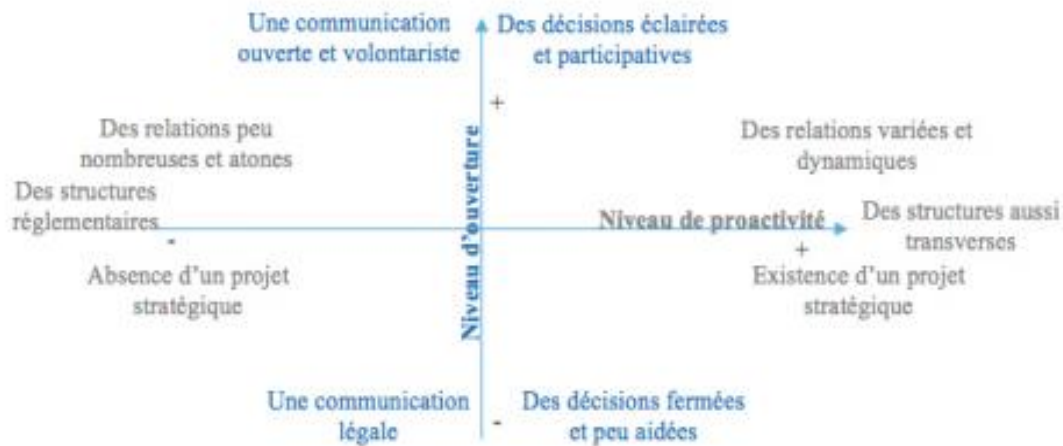 Une communication
ouverte et volontariste
Des décisions éclairées
et participatives
+
Des relations peu
nombreuses et atones
Des relations variées et
dynamiques
Des structures
réglementaires
Niveau d'ouverture
Niveau de proactivité
Des structures aussi
transverses
-
+
Absence d'un projet
stratégique
Existence d'un projet
stratégique
Une communication
légale
-
Des décisions fermées
et peu aidées